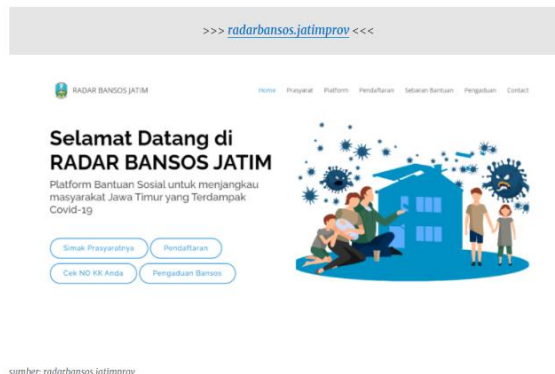 >>> radarbansos.jatimprov <<<
RADAR BANSOS JATIM
Home Prasyarat Platform Pendaftaran Sebaran Bantuan Pengaduan Contact
Selamat Datang di
RADAR BANSOS JATIM
Platform Bantuan Sosial untuk menjangkau
masyarakat Jawa Timur yang Terdampak
Covid-19
Simak Prasyaratnya Pendaftaran
Cek NO KK Anda Pengaduan Bansos
sumber: radarbansos.jatimprov